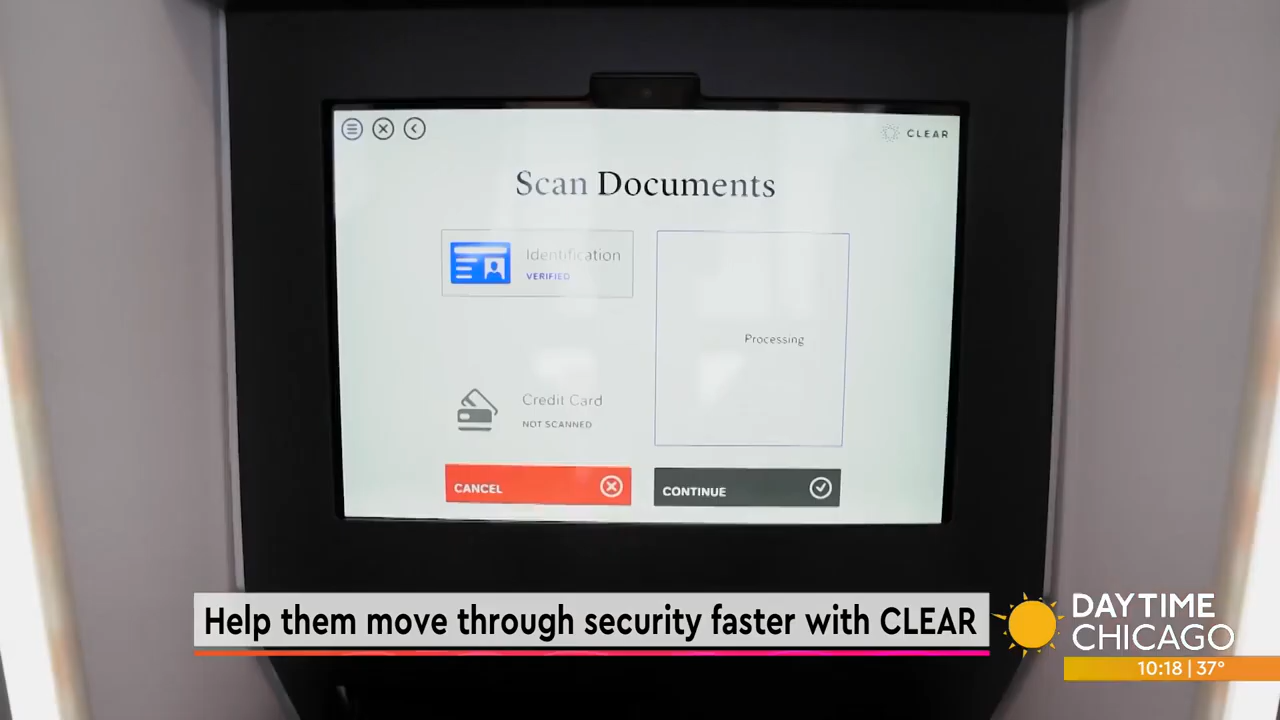 CLEAR
Scan Documents
Identification
VERIFIED
Processing
Credit Card
NOT SCANNED
CANCEL
CONTINUE
Help them move through security faster with CLEAR
DAYTIME
CHICAGO
10:18 | 37°